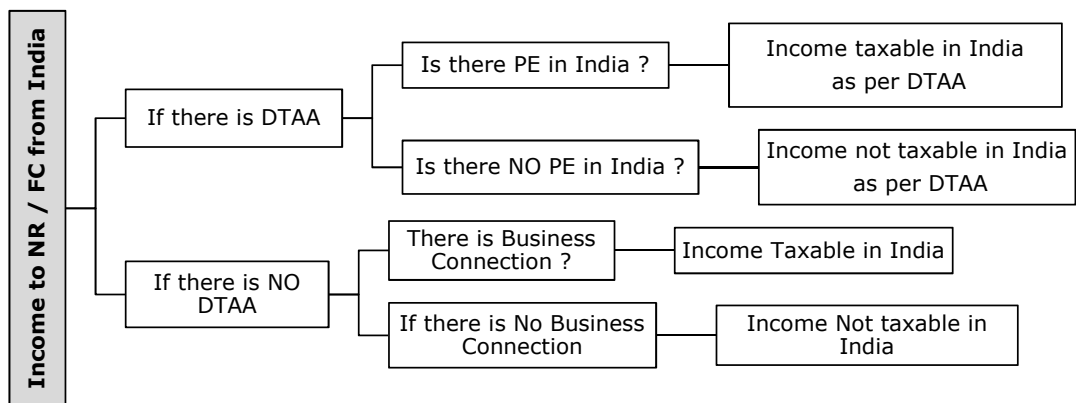 Income to NR / FC from India
If there is DTAA
Is there PE in India ?
Income taxable in India
as per DTAA
Is there NO PE in India ?
Income not taxable in India
as per DTAA
If there is NO
DTAA
There is Business
Connection ?
Income Taxable in India
If there is No Business
Connection
Income Not taxable in
India